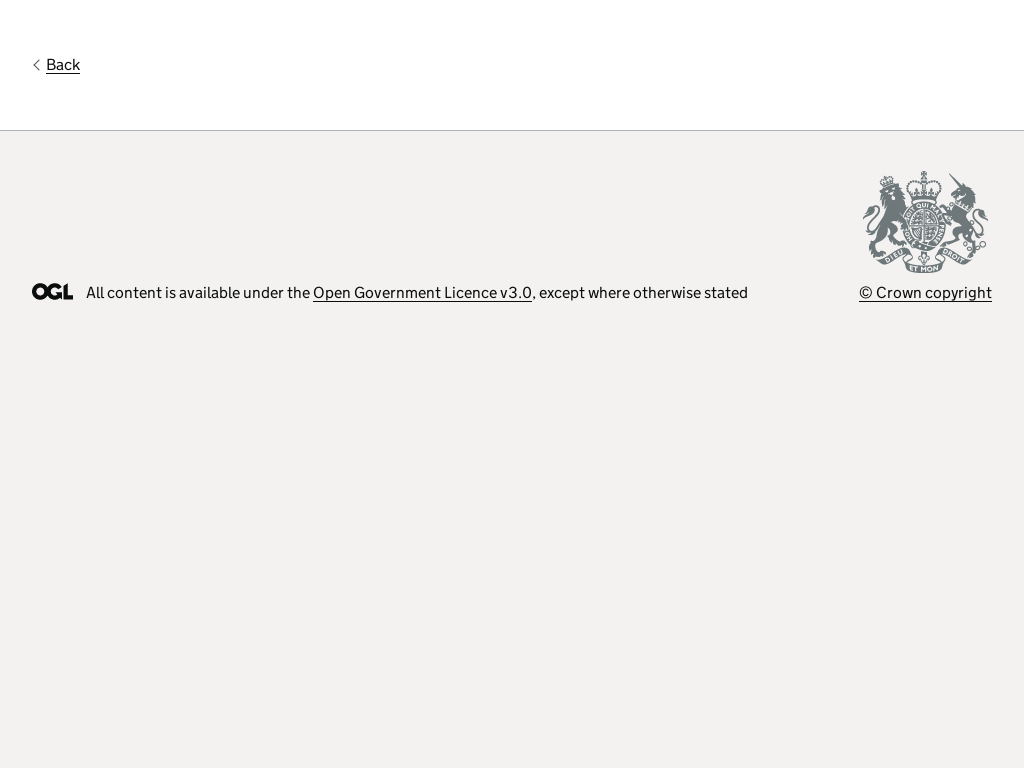 Back
OGL All content is available under the Open Government Licence v3.0, except where otherwise stated
© Crown copyright
DIEU ET MON DROIT